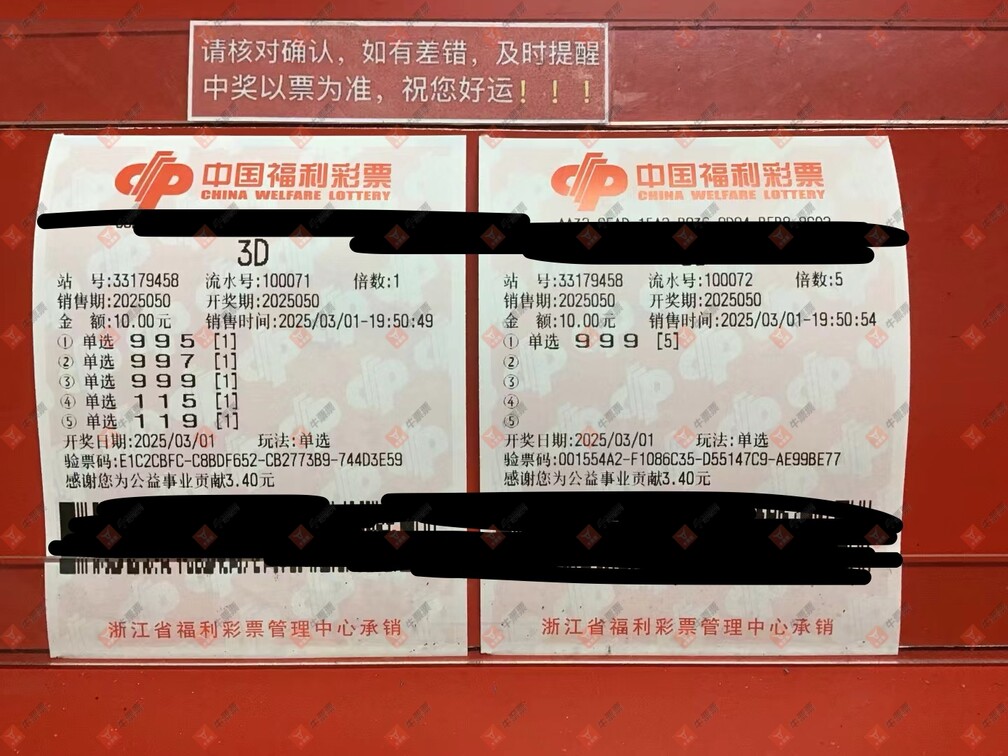 请核对确认，如有差错，及时提醒
中奖以票为准，祝您好运！！！
中国福利彩票
CHINA WELFARE LOTTERY
3D
站 号:33179458 流水号:100071 倍数:1
销售期:2025050 开奖期:2025050
金 额:10.00元 销售时间:2025/03/01-19:50:49
① 单选 995 [1]
② 单选 997 [1]
③ 单选 999 [1]
④ 单选 115 [1]
⑤ 单选 119 [1]
开奖日期:2025/03/01 玩法:单选
验票码:E1C2CBFC-C8BDF652-CB2773B9-744D3E59
感谢您为公益事业贡献3.40元
浙江省福利彩票管理中心承销
中国福利彩票
CHINA WELFARE LOTTERY
站 号:33179458 流水号:100072 倍数:5
销售期:2025050 开奖期:2025050
金 额:10.00元 销售时间:2025/03/01-19:50:54
① 单选 999 [5]
②
③
④
⑤
开奖日期:2025/03/01 玩法:单选
验票码:001554A2-F1086C35-D55147C9-AE99BE77
感谢您为公益事业贡献3.40元
浙江省福利彩票管理中心承销